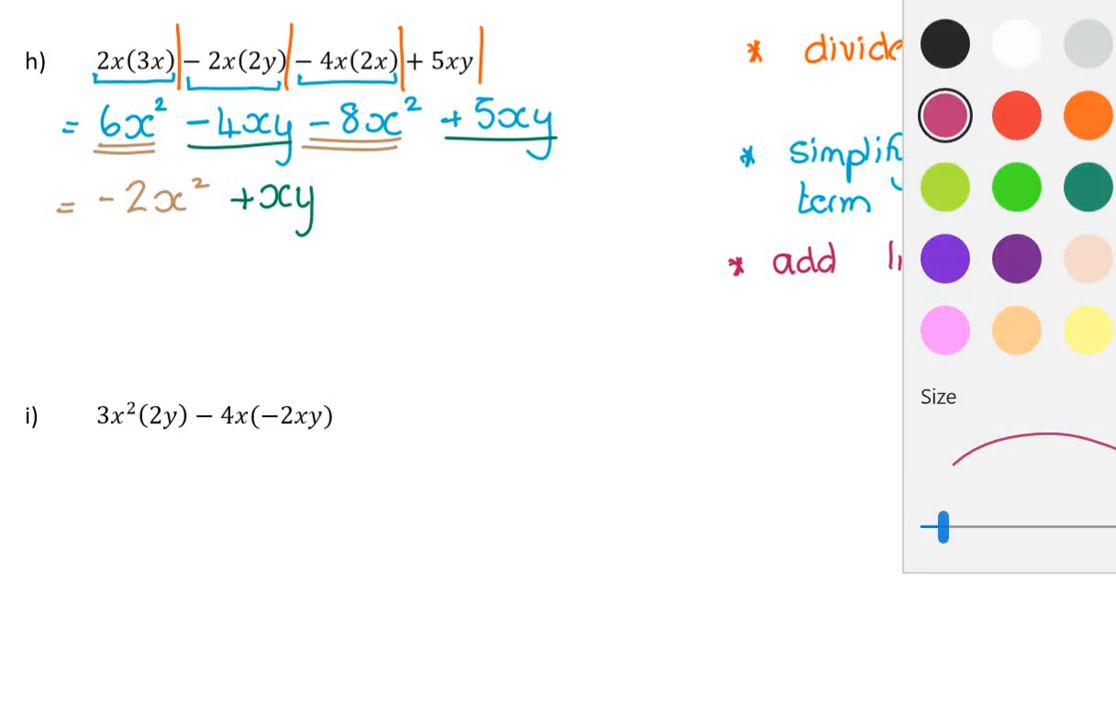 h) 2x(3x) − 2x(2y) − 4x(2x) + 5xy
= 6x² − 4xy − 8x² + 5xy
= -2x² + xy
i) 3x²(2y) − 4x(−2xy)
* divide
*
term
* add
Size